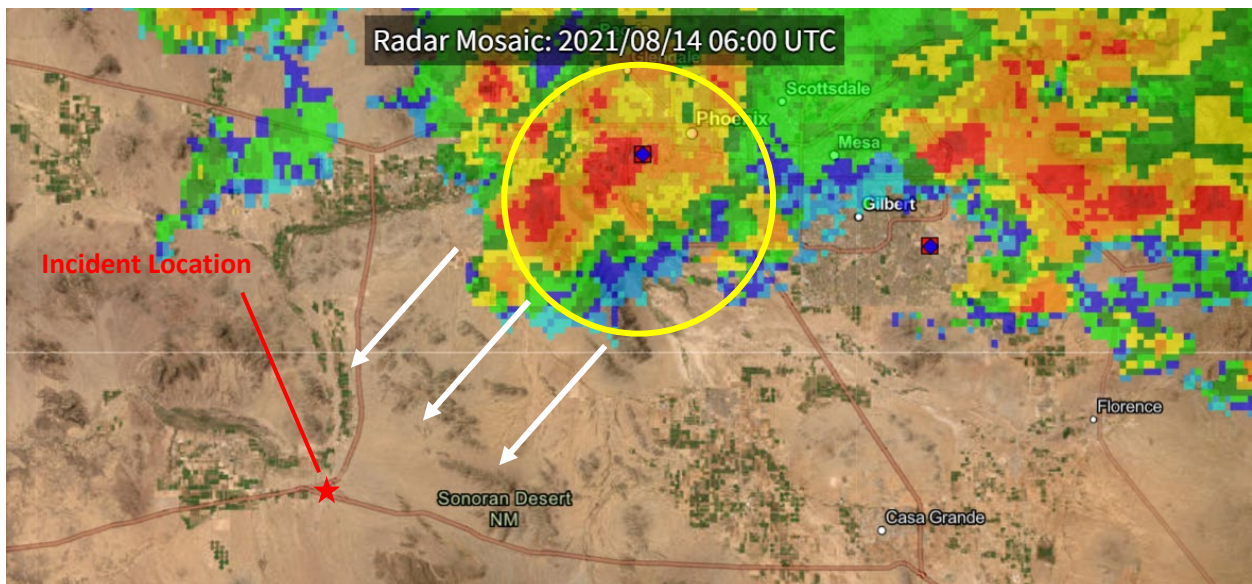 Radar Mosaic: 2021/08/14 06:00 UTC
Scottsdale
Phoenix
Mesa
Gilbert
Incident Location
Florence
Sonoran Desert
NM
Casa Grande